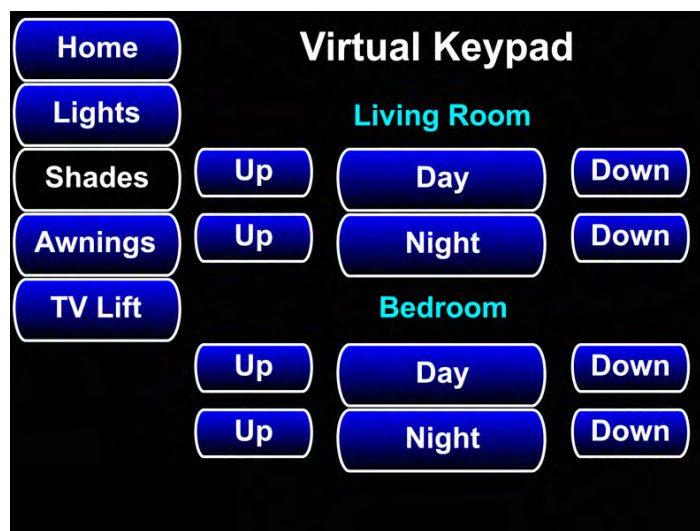 Home
Virtual Keypad
Lights
Living Room
Shades
Up
Day
Down
Awnings
Up
Night
Down
TV Lift
Bedroom
Up
Day
Down
Up
Night
Down